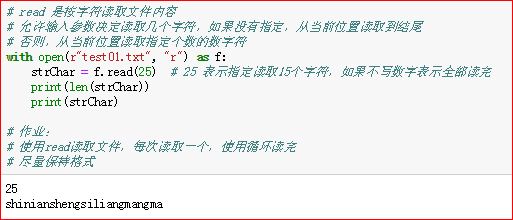 # read 是按字符读取文件内容
# 允许输入参数决定读取几个字符，如果没有指定，从当前位置读取到结尾
# 否则，从当前位置读取指定个数的数字符
with open(r"test01.txt", "r") as f:
    strChar = f.read(25)  # 25 表示指定读取15个字符，如果不写数字表示全部读完
    print(len(strChar))
    print(strChar)
# 作业：
# 使用read读取文件，每次读取一个，使用循环读完
# 尽量保持格式
25
shinianshengsiliangmangma